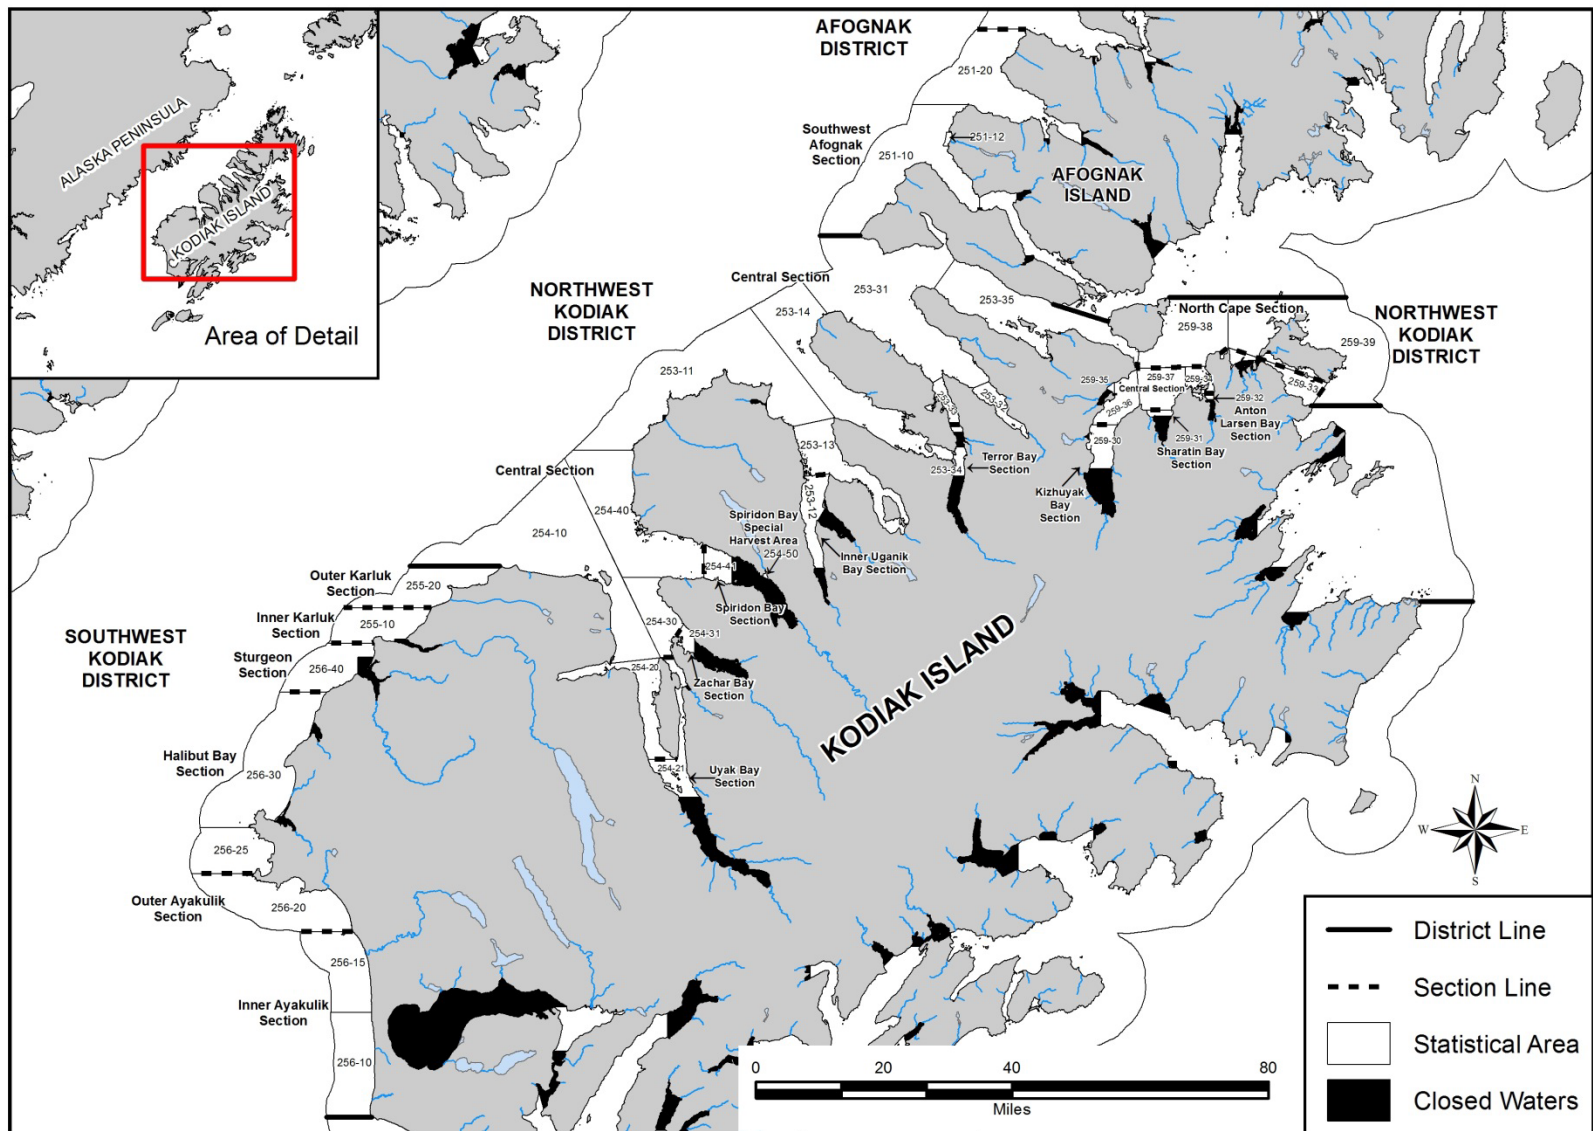 ALASKA PENINSULA
KODIAK ISLAND
Area of Detail
AFOGNAK
DISTRICT
251-20
Southwest
Afognak
Section
251-12
251-10
AFOGNAK
ISLAND
Central Section
NORTHWEST
KODIAK
DISTRICT
253-31
253-14
253-35
North Cape Section
259-38
NORTHWEST
KODIAK
DISTRICT
259-39
253-11
259-35
259-37
259-34
Central Section
259-33
253-32
259-36
259-32
Anton
Larsen Bay
Section
253-13
259-30
259-31
Sharatin Bay
Section
Terror Bay
Section
253-34
Central Section
253-12
Kizhuyak
Bay
Section
254-40
254-10
Spiridon Bay
Special
Harvest Area
254-50
Inner Uganik
Bay Section
254-41
Outer Karluk
Section
255-20
Spiridon Bay
Section
Inner Karluk
Section
255-10
254-30
254-31
SOUTHWEST
KODIAK
DISTRICT
Sturgeon
Section
256-40
254-20
Zachar Bay
Section
KODIAK ISLAND
Halibut Bay
Section
256-30
254-21
Uyak Bay
Section
N
W
E
S
256-25
Outer Ayakulik
Section
256-20
256-15
Inner Ayakulik
Section
256-10
District Line
Section Line
Statistical Area
Closed Waters
0
20
40
80
Miles